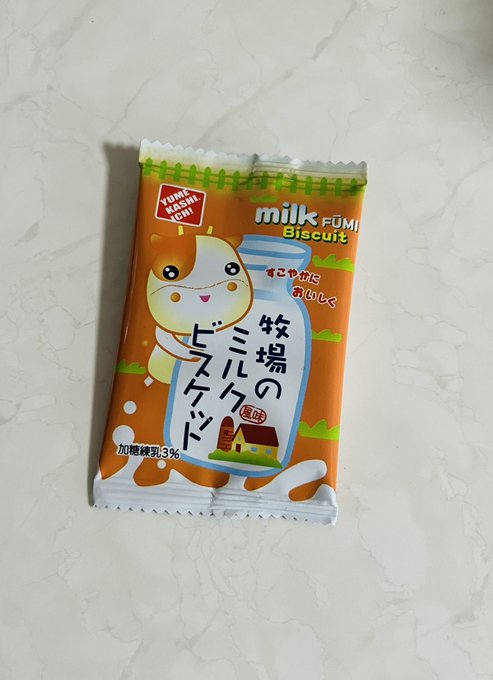 YUME
KASHI.
ICHI
milk FŪMI
Biscuit
すこやかに
おいしく
牧場の
ミルク
風味
ビスケット
加糖練乳3%